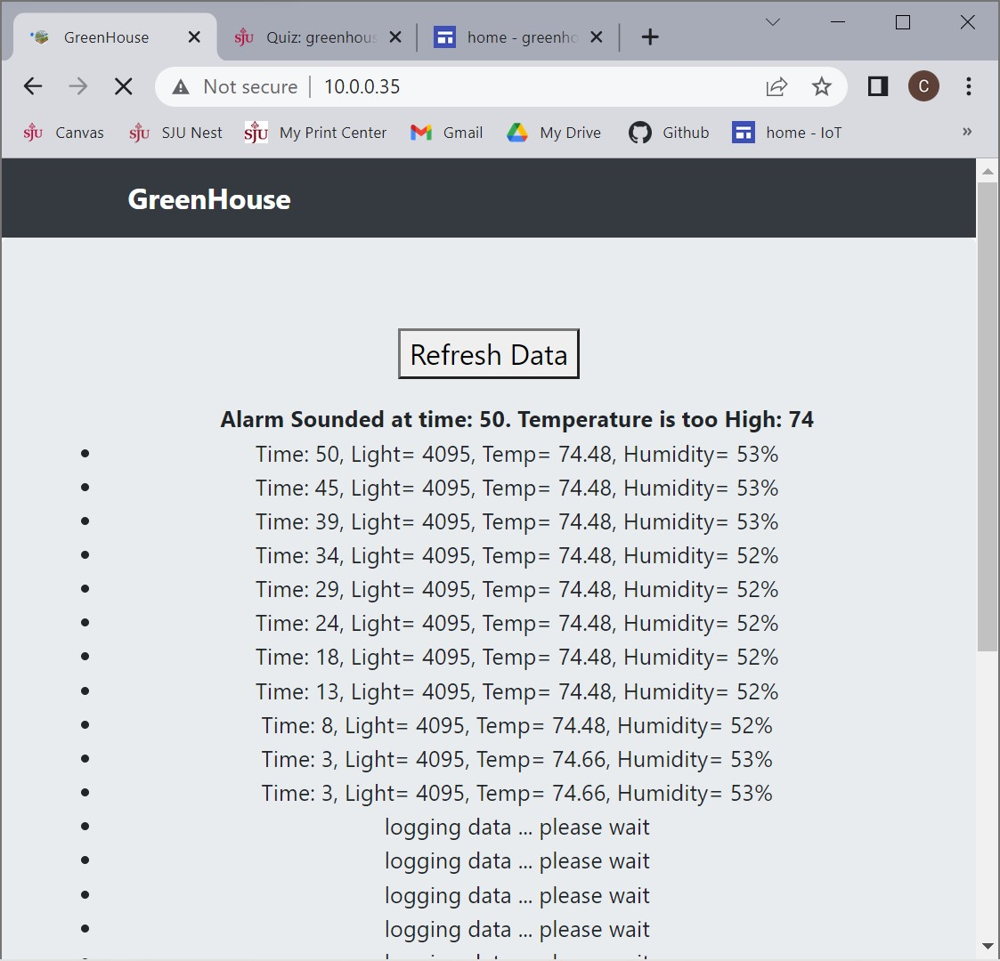 GreenHouse
Quiz: greenhous
home - greenho
Not secure
10.0.0.35
C
SJU Canvas
SJU SJU Nest
SJU My Print Center
Gmail
My Drive
Github
home - IoT
»
GreenHouse
Refresh Data
Alarm Sounded at time: 50. Temperature is too High: 74
Time: 50, Light= 4095, Temp= 74.48, Humidity= 53%
Time: 45, Light= 4095, Temp= 74.48, Humidity= 53%
Time: 39, Light= 4095, Temp= 74.48, Humidity= 53%
Time: 34, Light= 4095, Temp= 74.48, Humidity= 52%
Time: 29, Light= 4095, Temp= 74.48, Humidity= 52%
Time: 24, Light= 4095, Temp= 74.48, Humidity= 52%
Time: 18, Light= 4095, Temp= 74.48, Humidity= 52%
Time: 13, Light= 4095, Temp= 74.48, Humidity= 52%
Time: 8, Light= 4095, Temp= 74.48, Humidity= 52%
Time: 3, Light= 4095, Temp= 74.66, Humidity= 53%
Time: 3, Light= 4095, Temp= 74.66, Humidity= 53%
logging data ... please wait
logging data ... please wait
logging data ... please wait
logging data ... please wait